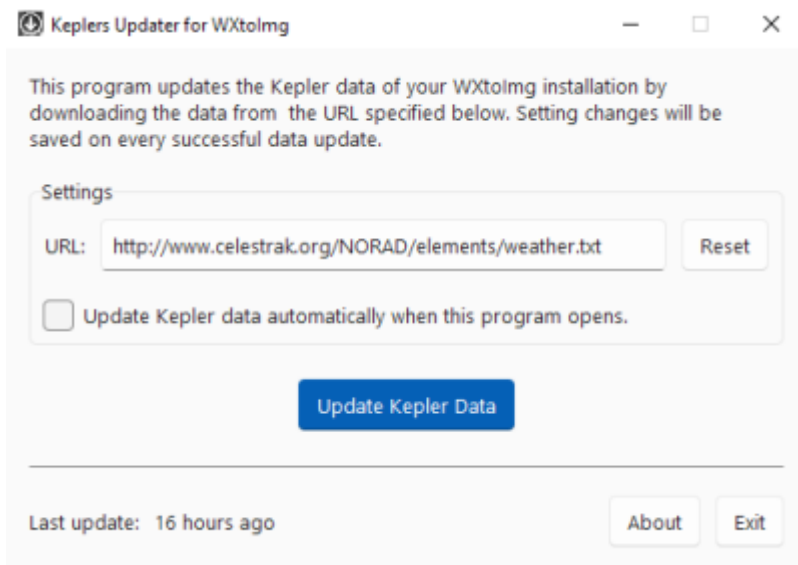 Keplers Updater for WXtoImg
This program updates the Kepler data of your WXtoImg installation by
downloading the data from  the URL specified below. Setting changes will be
saved on every successful data update.
Settings
URL: http://www.celestrak.org/NORAD/elements/weather.txt Reset
Update Kepler data automatically when this program opens.
Update Kepler Data
Last update: 16 hours ago About Exit